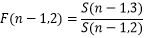 F(n−1,2) = S(n−1,3) / S(n−1,2)